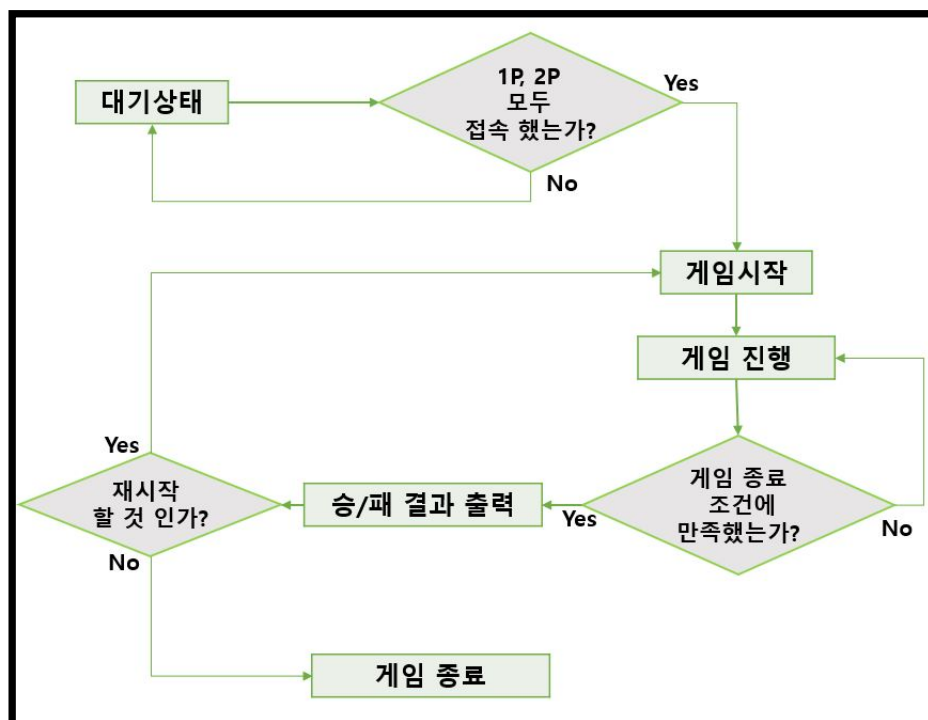 대기상태
1P, 2P
모두
접속 했는가?
Yes
No
게임시작
게임 진행
게임 종료
조건에
만족했는가?
No
Yes
승/패 결과 출력
재시작
할 것 인가?
Yes
No
게임 종료